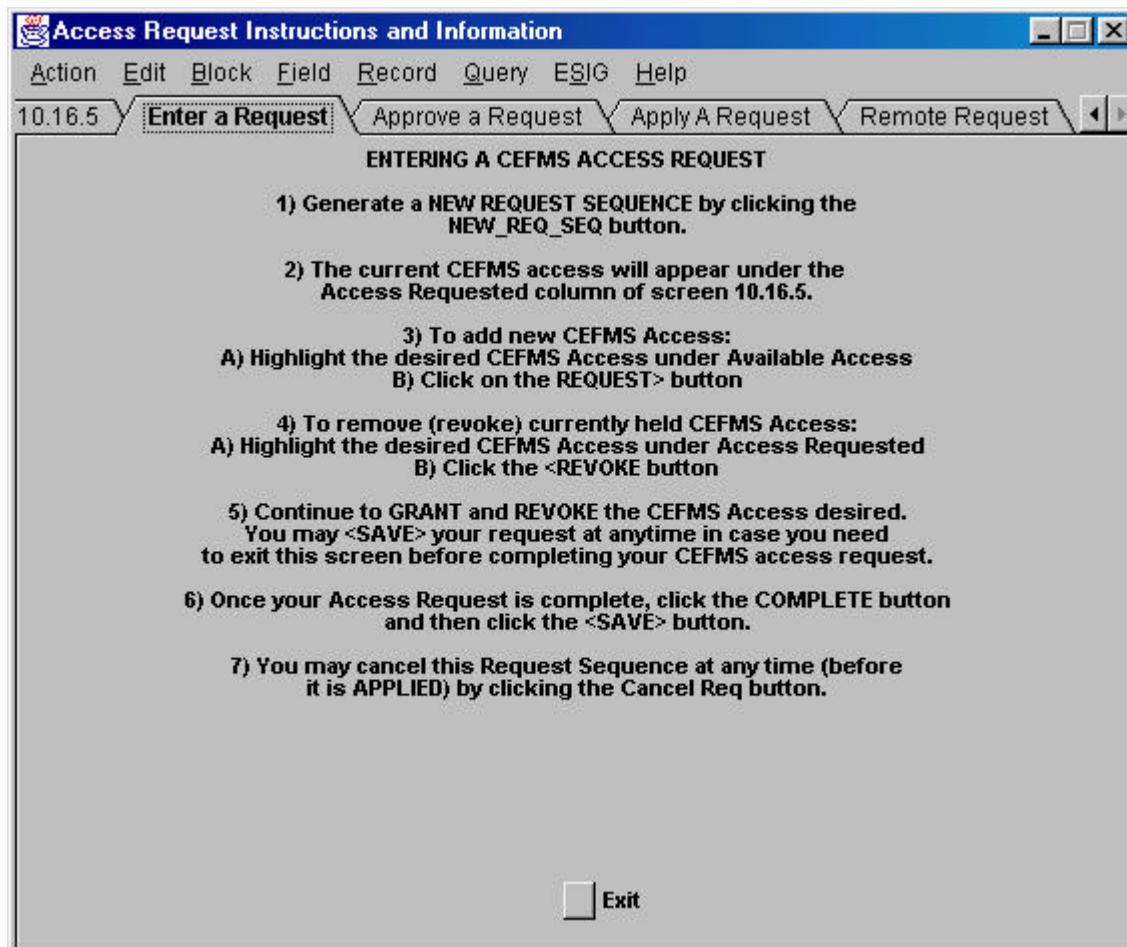 Access Request Instructions and Information
Action Edit Block Field Record Query ESIG Help
10.16.5 Enter a Request Approve a Request Apply A Request Remote Request
ENTERING A CEFMS ACCESS REQUEST
1) Generate a NEW REQUEST SEQUENCE by clicking the
NEW_REQ_SEQ button.
2) The current CEFMS access will appear under the
Access Requested column of screen 10.16.5.
3) To add new CEFMS Access:
A) Highlight the desired CEFMS Access under Available Access
B) Click on the REQUEST> button
4) To remove (revoke) currently held CEFMS Access:
A) Highlight the desired CEFMS Access under Access Requested
B) Click the <REVOKE button
5) Continue to GRANT and REVOKE the CEFMS Access desired.
You may <SAVE> your request at anytime in case you need
to exit this screen before completing your CEFMS access request.
6) Once your Access Request is complete, click the COMPLETE button
and then click the <SAVE> button.
7) You may cancel this Request Sequence at any time (before
it is APPLIED) by clicking the Cancel Req button.
Exit